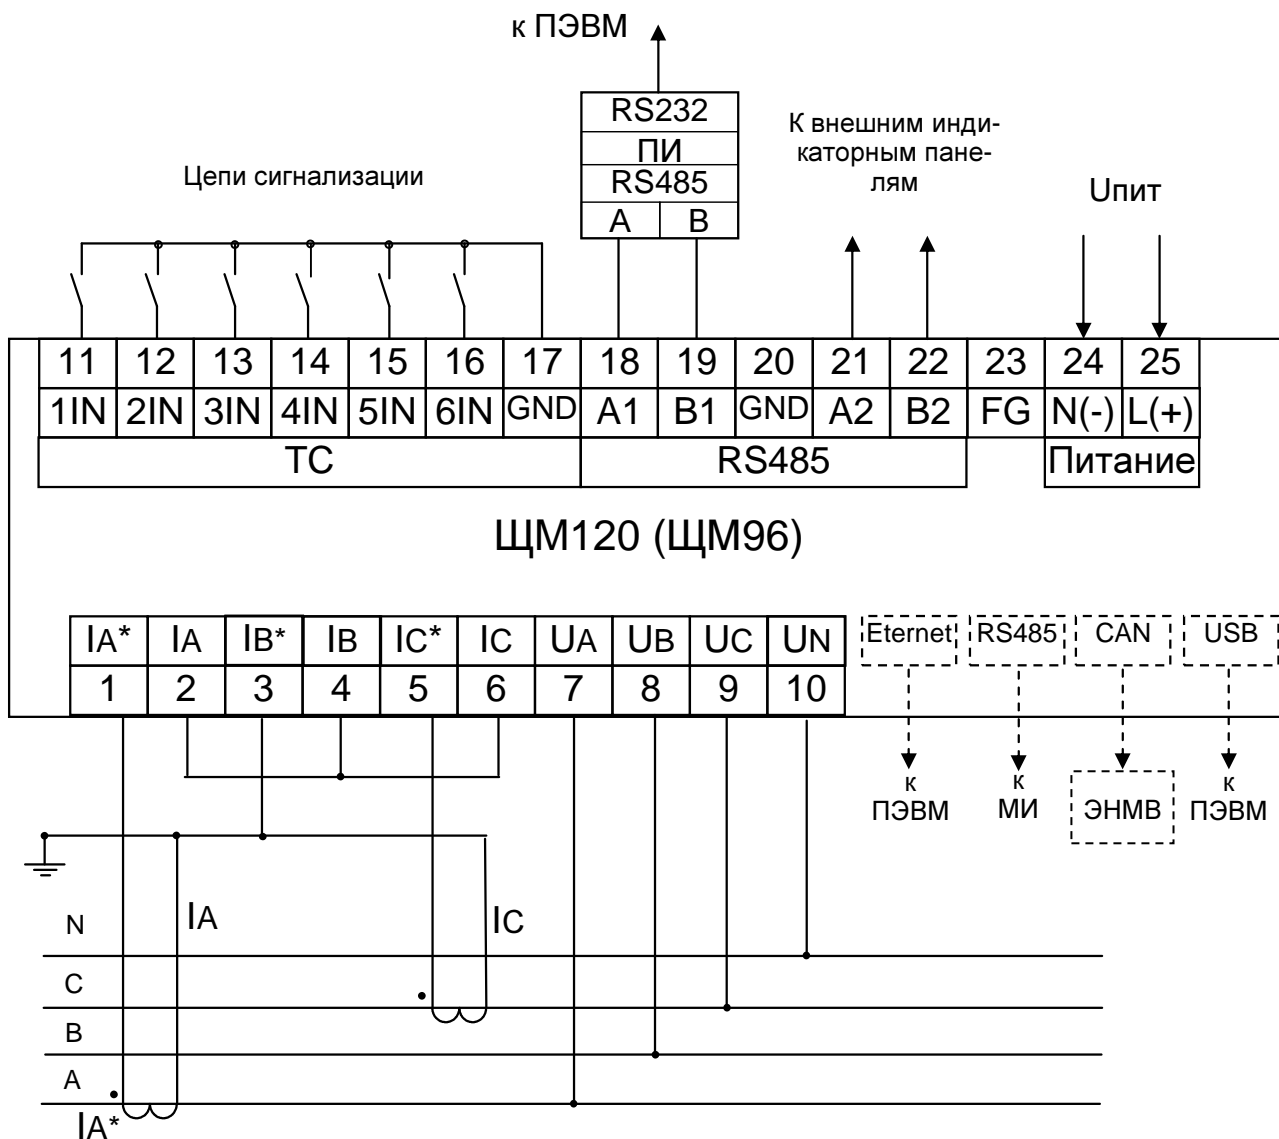 к ПЭВМ
RS232
ПИ
RS485
A B
К внешним инди-
каторным пане-
лям
Цепи сигнализации
Uпит
11 12 13 14 15 16 17 18 19 20 21 22 23 24 25
1IN 2IN 3IN 4IN 5IN 6IN GND A1 B1 GND A2 B2 FG N(-) L(+)
ТС RS485 Питание
ЩМ120 (ЩМ96)
IA* IA IB* IB IC* IC UA UB UC UN
1 2 3 4 5 6 7 8 9 10
Eternet RS485 CAN USB
к ПЭВМ
к МИ
ЭНМВ
к ПЭВМ
IA IC
N
C
B
A
IA*